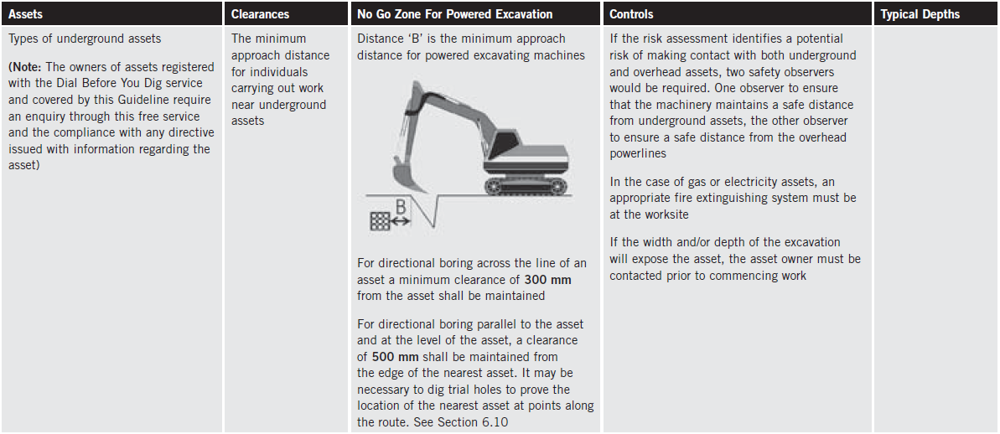 Assets
Clearances
No Go Zone For Powered Excavation
Controls
Typical Depths
Types of underground assets
(Note: The owners of assets registered
with the Dial Before You Dig service
and covered by this Guideline require
an enquiry through this free service
and the compliance with any directive
issued with information regarding the
asset)
The minimum
approach distance
for individuals
carrying out work
near underground
assets
Distance ‘B’ is the minimum approach
distance for powered excavating machines
B
For directional boring across the line of an
asset a minimum clearance of 300 mm
from the asset shall be maintained
For directional boring parallel to the asset
and at the level of the asset, a clearance
of 500 mm shall be maintained from
the edge of the nearest asset. It may be
necessary to dig trial holes to prove the
location of the nearest asset at points along
the route. See Section 6.10
If the risk assessment identifies a potential
risk of making contact with both underground
and overhead assets, two safety observers
would be required. One observer to ensure
that the machinery maintains a safe distance
from underground assets, the other observer
to ensure a safe distance from the overhead
powerlines
In the case of gas or electricity assets, an
appropriate fire extinguishing system must be
at the worksite
If the width and/or depth of the excavation
will expose the asset, the asset owner must be
contacted prior to commencing work